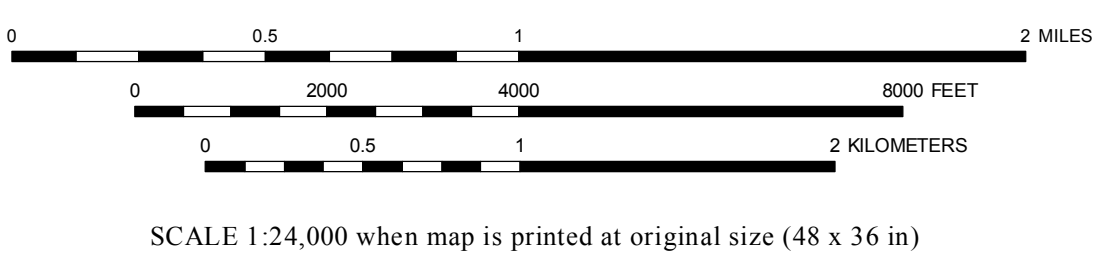 0 0.5 1 2 MILES
0 2000 4000 8000 FEET
0 0.5 1 2 KILOMETERS
SCALE 1:24,000 when map is printed at original size (48 x 36 in)